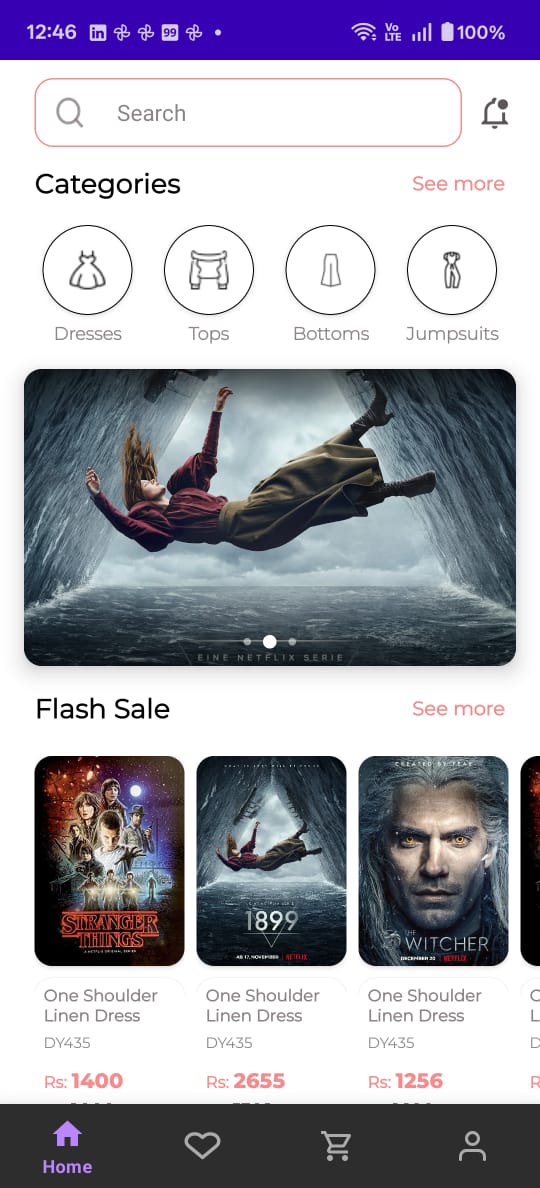 12:46
99
Vo
LTE
100%
Search
Categories
See more
Dresses
Tops
Bottoms
Jumpsuits
EINE NETFLIX SERIE
Flash Sale
See more
STRANGER
THINGS
A NETFLIX ORIGINAL SERIES
1899
AB 17. NOVEMBER | NETFLIX
CREATED BY FEAR
THE
WITCHER
DECEMBER 20 | NETFLIX
One Shoulder
Linen Dress
DY435
Rs: 1400
One Shoulder
Linen Dress
DY435
Rs: 2655
One Shoulder
Linen Dress
DY435
Rs: 1256
Home